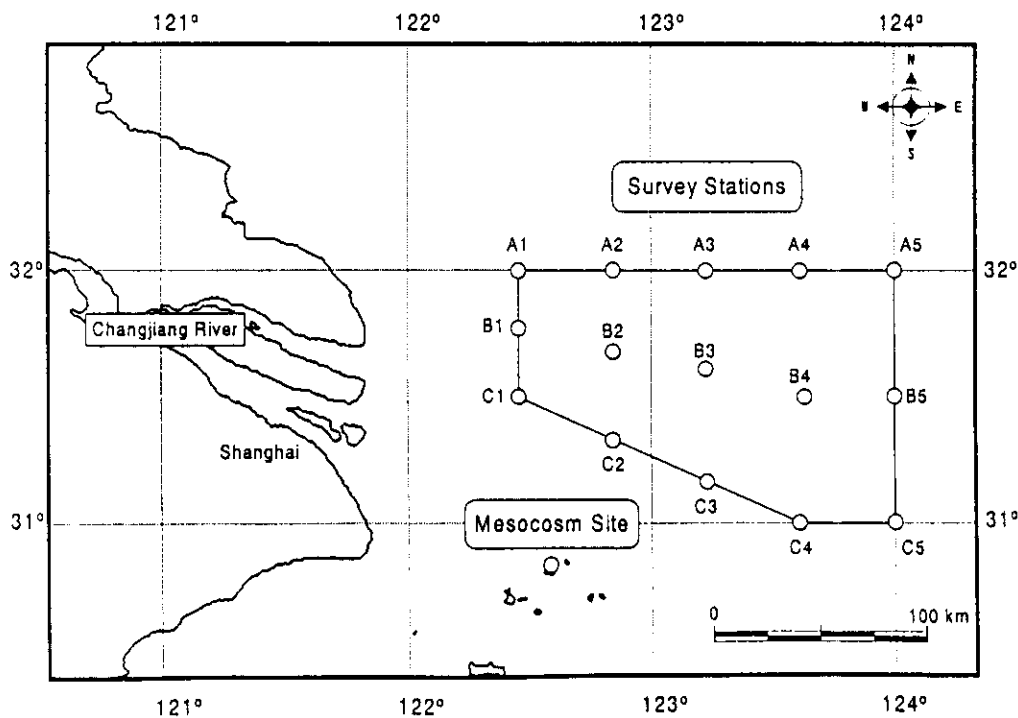 121° 122° 123° 124°
N
W E
S
Survey Stations
A1 A2 A3 A4 A5
32° 32°
Changjiang River
B1 B2 B3 B4 B5
C1
Shanghai
C2
C3
31° 31°
Mesocosm Site
C4 C5
0 100 km
121° 122° 123° 124°